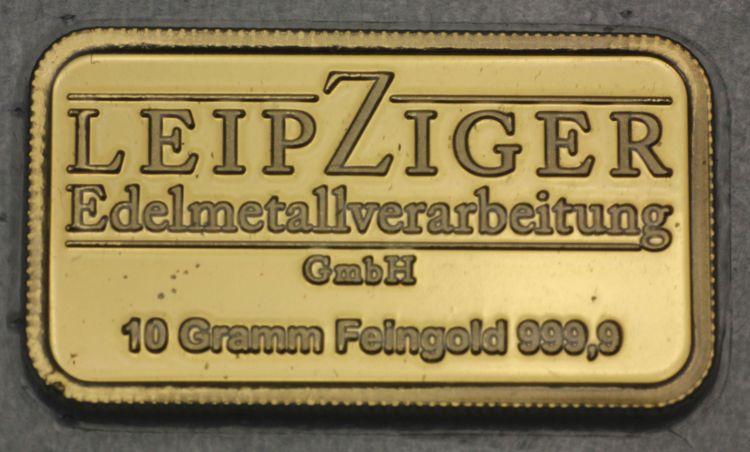 LEIPZIGER
Edelmetallverarbeitung
GmbH
10 Gramm Feingold 999,9